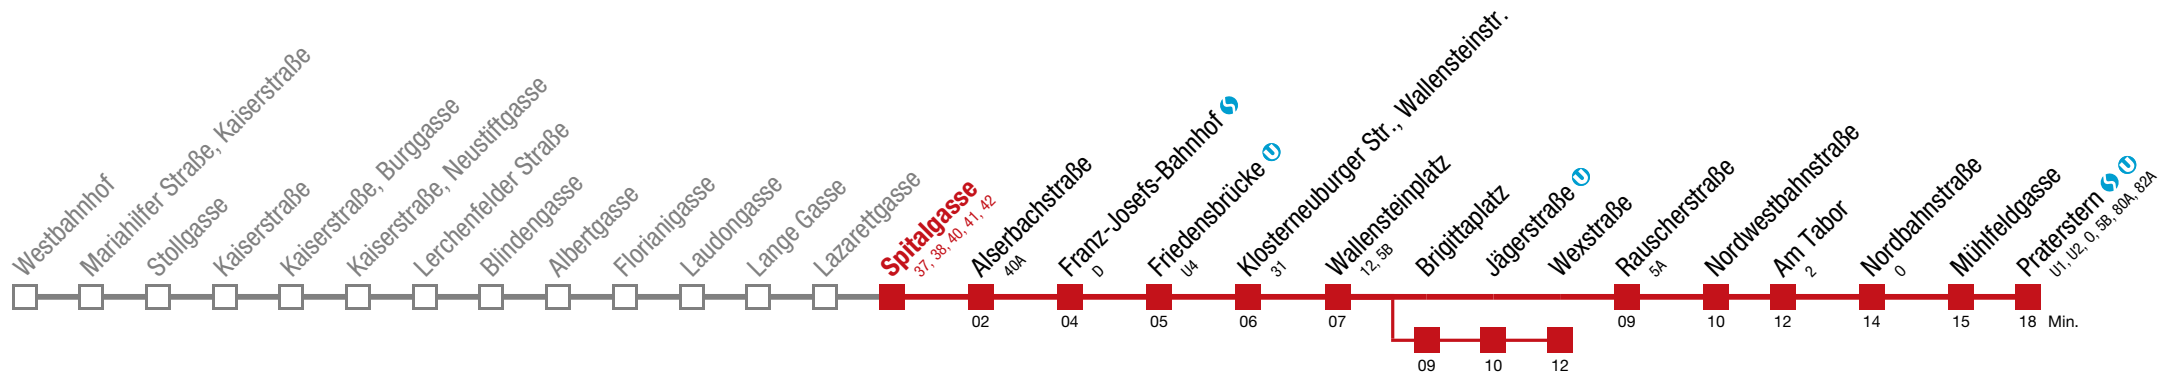 Westbahnhof
Mariahilfer Straße, Kaiserstraße
Stollgasse
Kaiserstraße
Kaiserstraße, Burggasse
Kaiserstraße, Neustiftgasse
Lerchenfelder Straße
Blindengasse
Albertgasse
Florianigasse
Laudongasse
Lange Gasse
Lazarettgasse
Spitalgasse
37, 38, 40, 41, 42
Alserbachstraße
40A
Franz-Josefs-Bahnhof
D
Friedensbrücke
U4
Klosterneuburger Str., Wallensteinstr.
31
Wallensteinplatz
12, 5B
Brigittaplatz
Jägerstraße
Wexstraße
Rauscherstraße
5A
Nordwestbahnstraße
Am Tabor
2
Nordbahnstraße
O
Mühlfeldgasse
Praterstern
U1, U2, O, 5B, 80A, 82A
02 04 05 06 07 09 10 12 14 15 18 Min.
09 10 12